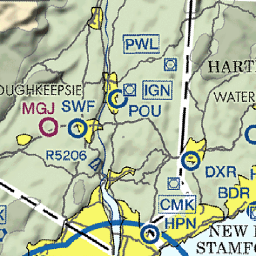 PWL
HART
OUGHKEEPSIE
IGN
WATER
MGJ
SWF
POU
R5206
DXR
H
BDR
CMK
HPN
NEW
STAMFO